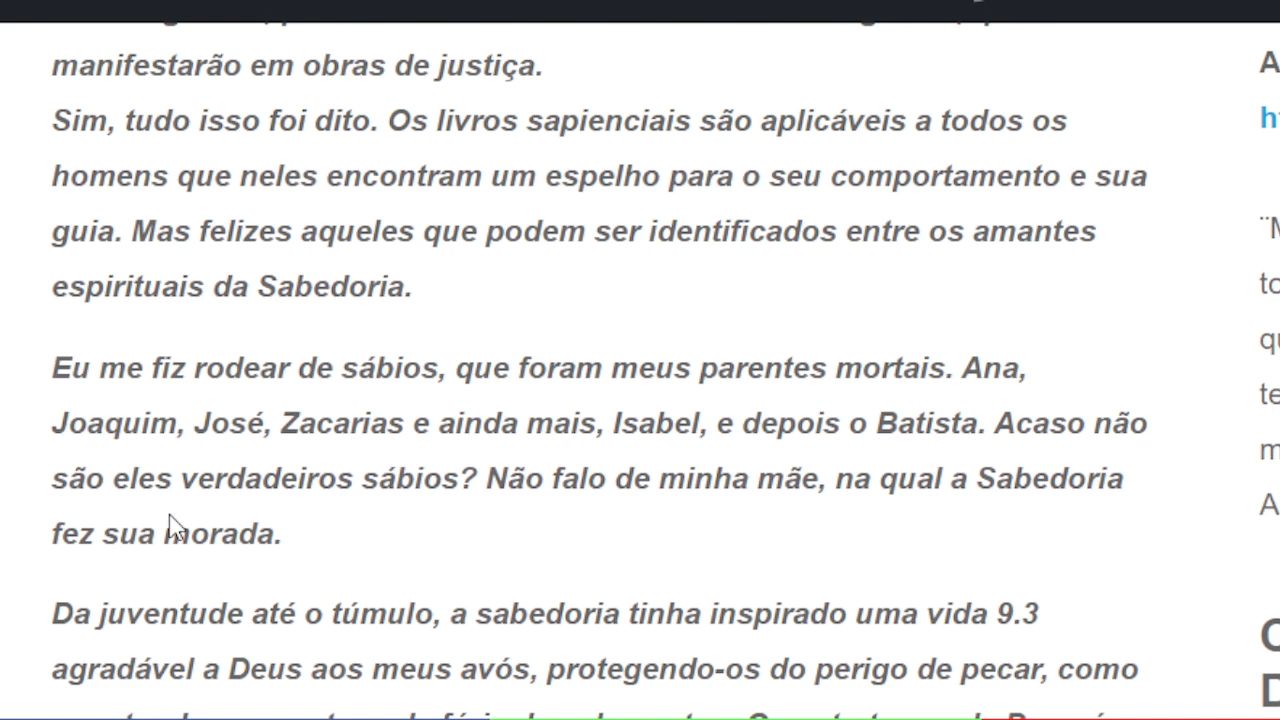 manifestarão em obras de justiça.
Sim, tudo isso foi dito. Os livros sapienciais são aplicáveis a todos os
homens que neles encontram um espelho para o seu comportamento e sua
guia. Mas felizes aqueles que podem ser identificados entre os amantes
espirituais da Sabedoria.
Eu me fiz rodear de sábios, que foram meus parentes mortais. Ana,
Joaquim, José, Zacarias e ainda mais, Isabel, e depois o Batista. Acaso não
são eles verdadeiros sábios? Não falo de minha mãe, na qual a Sabedoria
fez sua morada.
Da juventude até o túmulo, a sabedoria tinha inspirado uma vida 9.3
agradável a Deus aos meus avós, protegendo-os do perigo de pecar, como